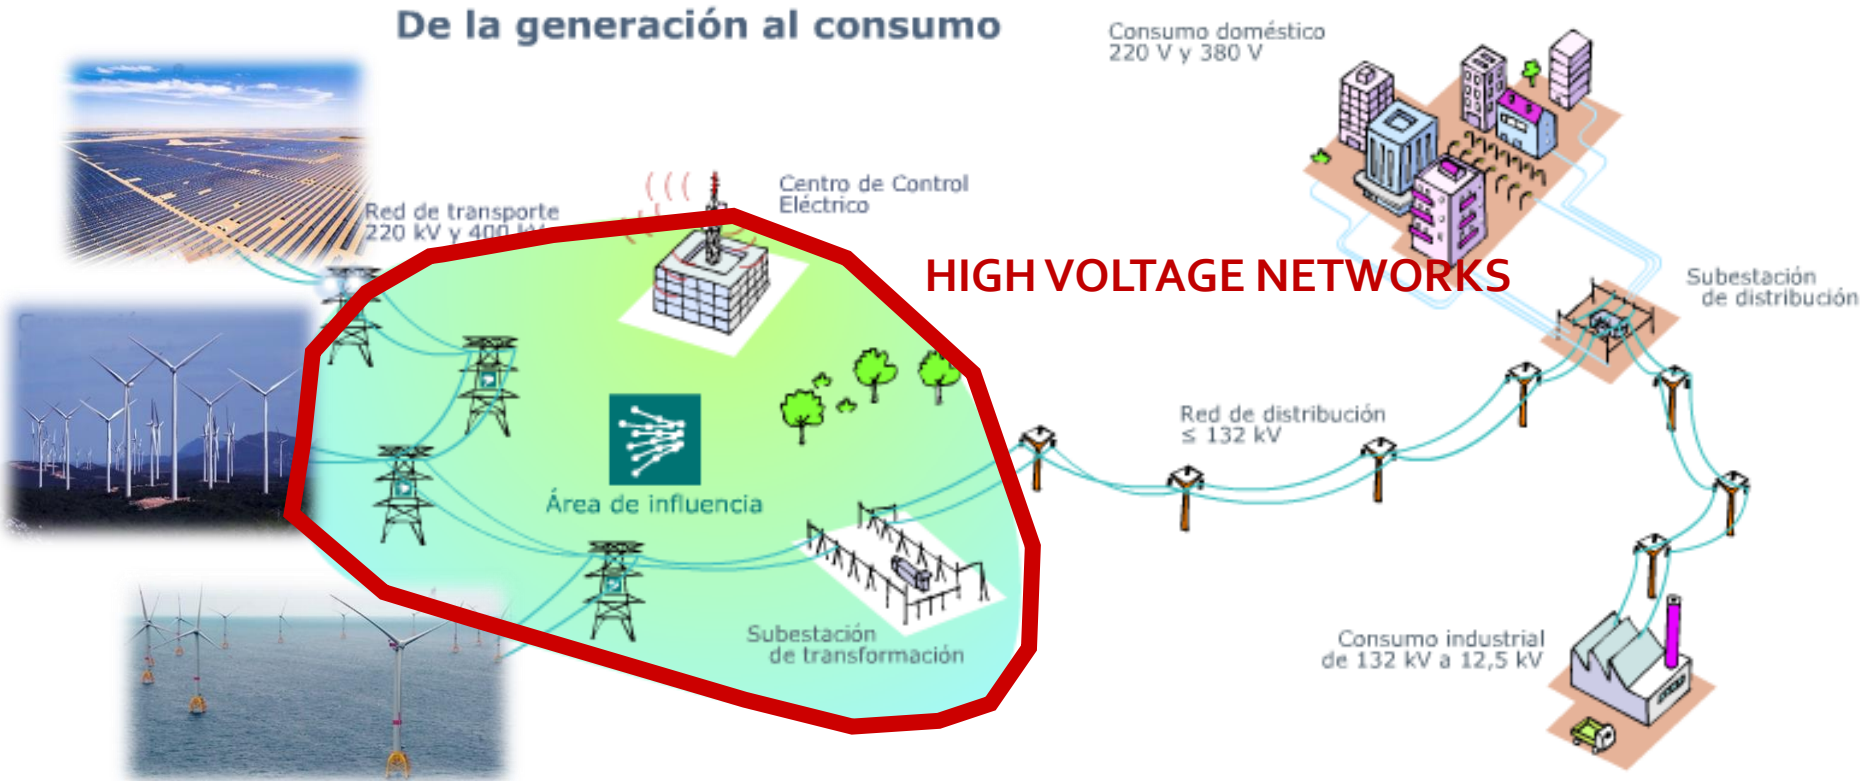 De la generación al consumo
Consumo doméstico
220 V y 380 V
Centro de Control
Eléctrico
Red de transporte
220 kV y 400 kV
HIGH VOLTAGE NETWORKS
Subestación
de distribución
Red de distribución
≤ 132 kV
Área de influencia
Subestación
de transformación
Consumo industrial
de 132 kV a 12,5 kV